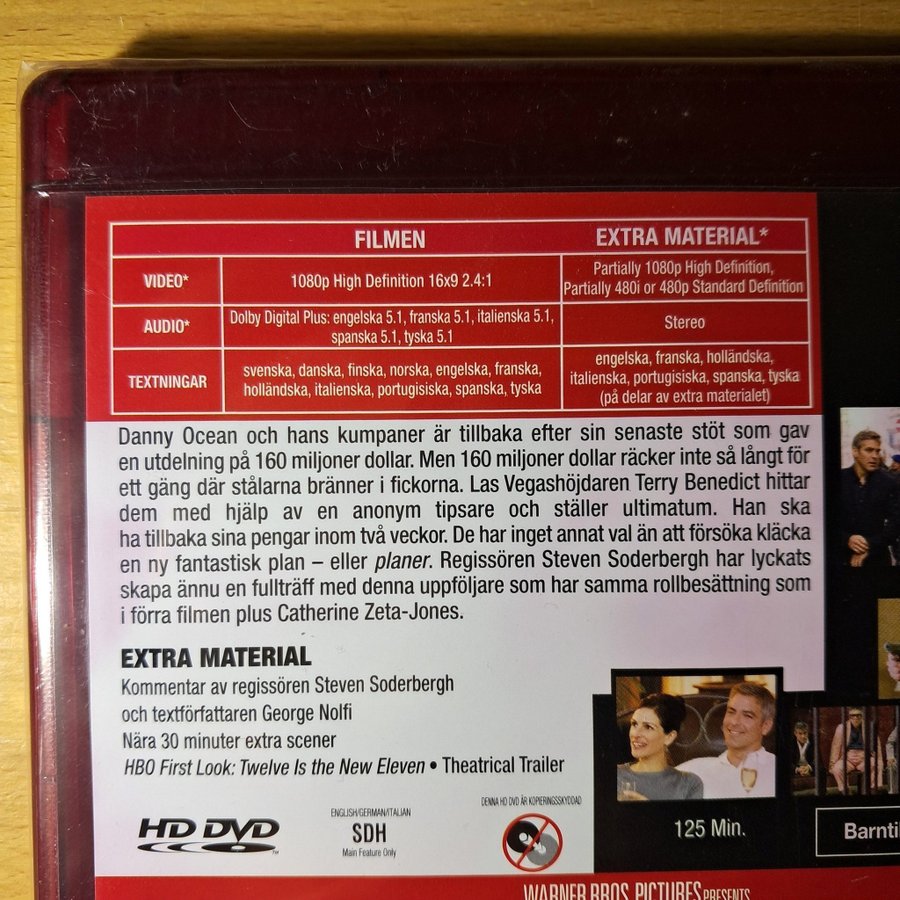 FILMEN
EXTRA MATERIAL*
VIDEO*
1080p High Definition 16x9 2.4:1
Partially 1080p High Definition,
Partially 480i or 480p Standard Definition
AUDIO*
Dolby Digital Plus: engelska 5.1, franska 5.1, italienska 5.1,
spanska 5.1, tyska 5.1
Stereo
TEXTNINGAR
svenska, danska, finska, norska, engelska, franska,
holländska, italienska, portugisiska, spanska, tyska
engelska, franska, holländska,
italienska, portugisiska, spanska, tyska
(på delar av extra materialet)
Danny Ocean och hans kumpaner är tillbaka efter sin senaste stöt som gav
en utdelning på 160 miljoner dollar. Men 160 miljoner dollar räcker inte så långt för
ett gäng där stålarna bränner i fickorna. Las Vegashöjdaren Terry Benedict hittar
dem med hjälp av en anonym tipsare och ställer ultimatum. Han ska
ha tillbaka sina pengar inom två veckor. De har inget annat val än att försöka kläcka
en ny fantastisk plan – eller planer. Regissören Steven Soderbergh har lyckats
skapa ännu en fullträff med denna uppföljare som har samma rollbesättning som
i förra filmen plus Catherine Zeta-Jones.
EXTRA MATERIAL
Kommentar av regissören Steven Soderbergh
och textförfattaren George Nolfi
Nära 30 minuter extra scener
HBO First Look: Twelve Is the New Eleven • Theatrical Trailer
HD DVD
ENGLISH/GERMAN/ITALIAN
SDH
Main Feature Only
DENNA HD DVD ÄR KOPIERINGSSKYDDAD
125 Min.
Barnti
WARNER BROS. PICTURES PRESENTS